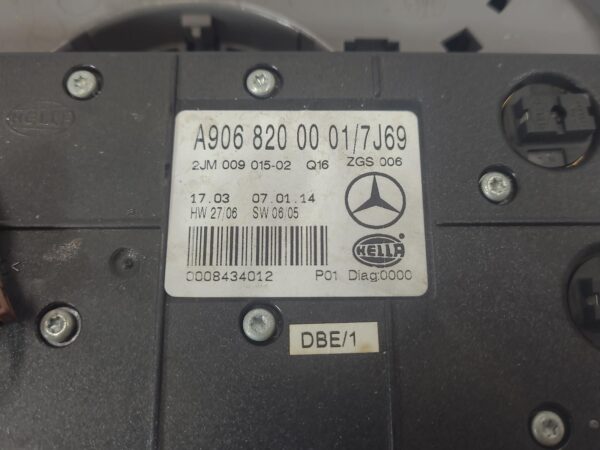 HELLA
A906 820 00 01/7J69
2JM 009 015-02 Q16 ZGS 006
17.03 07.01.14
HW 27/06 SW 06/05
HELLA
0008434012 P01 Diag:0000
DBE/1